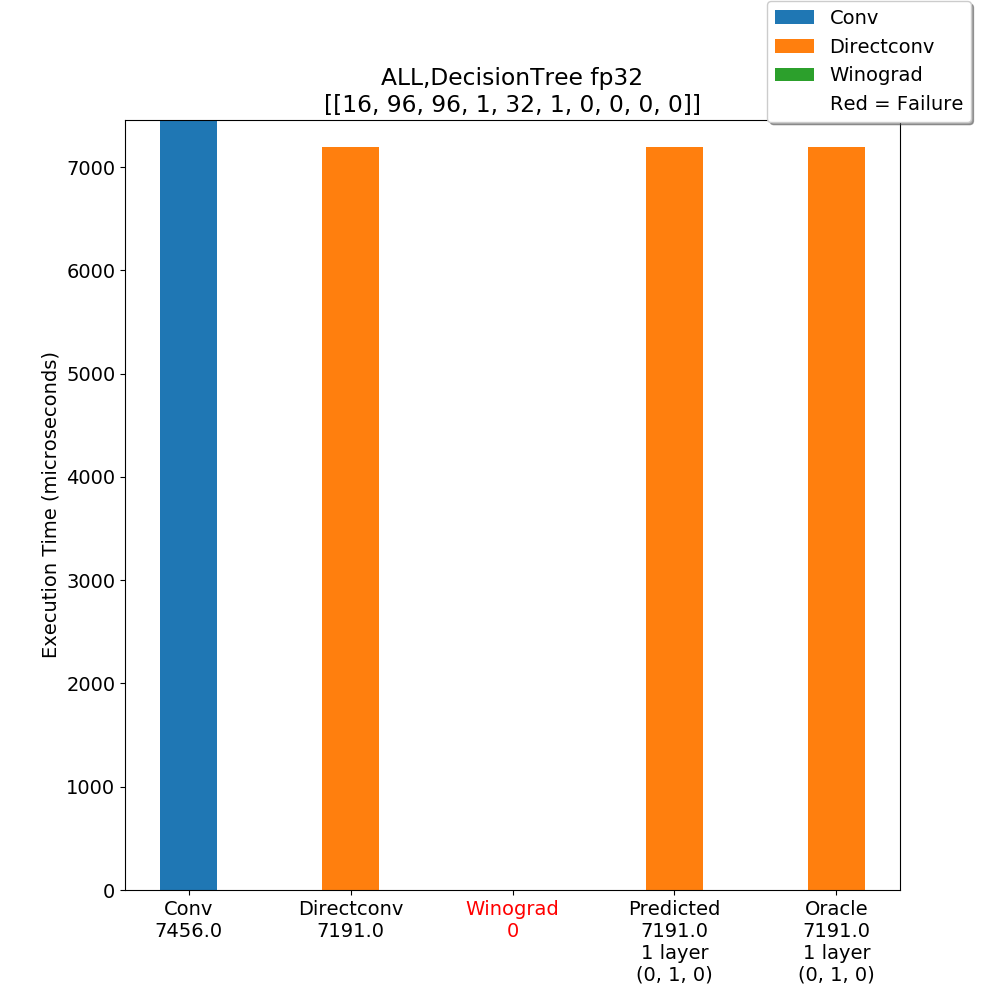 Conv
Directconv
Winograd
Red = Failure
ALL,DecisionTree fp32
[[16, 96, 96, 1, 32, 1, 0, 0, 0, 0]]
Execution Time (microseconds)
7000
6000
5000
4000
3000
2000
1000
0
Conv
7456.0
Directconv
7191.0
Winograd
0
Predicted
7191.0
1 layer
(0, 1, 0)
Oracle
7191.0
1 layer
(0, 1, 0)